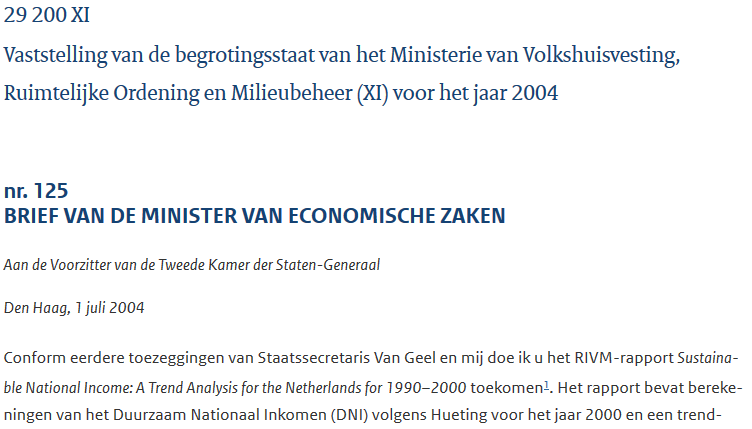 29 200 XI
Vaststelling van de begrotingsstaat van het Ministerie van Volkshuisvesting,
Ruimtelijke Ordening en Milieubeheer (XI) voor het jaar 2004
nr. 125
BRIEF VAN DE MINISTER VAN ECONOMISCHE ZAKEN
Aan de Voorzitter van de Tweede Kamer der Staten-Generaal
Den Haag, 1 juli 2004
Conform eerdere toezeggingen van Staatssecretaris Van Geel en mij doe ik u het RIVM-rapport Sustaina-
ble National Income: A Trend Analysis for the Netherlands for 1990–2000 toekomen1. Het rapport bevat bereke-
ningen van het Duurzaam Nationaal Inkomen (DNI) volgens Hueting voor het jaar 2000 en een trend-